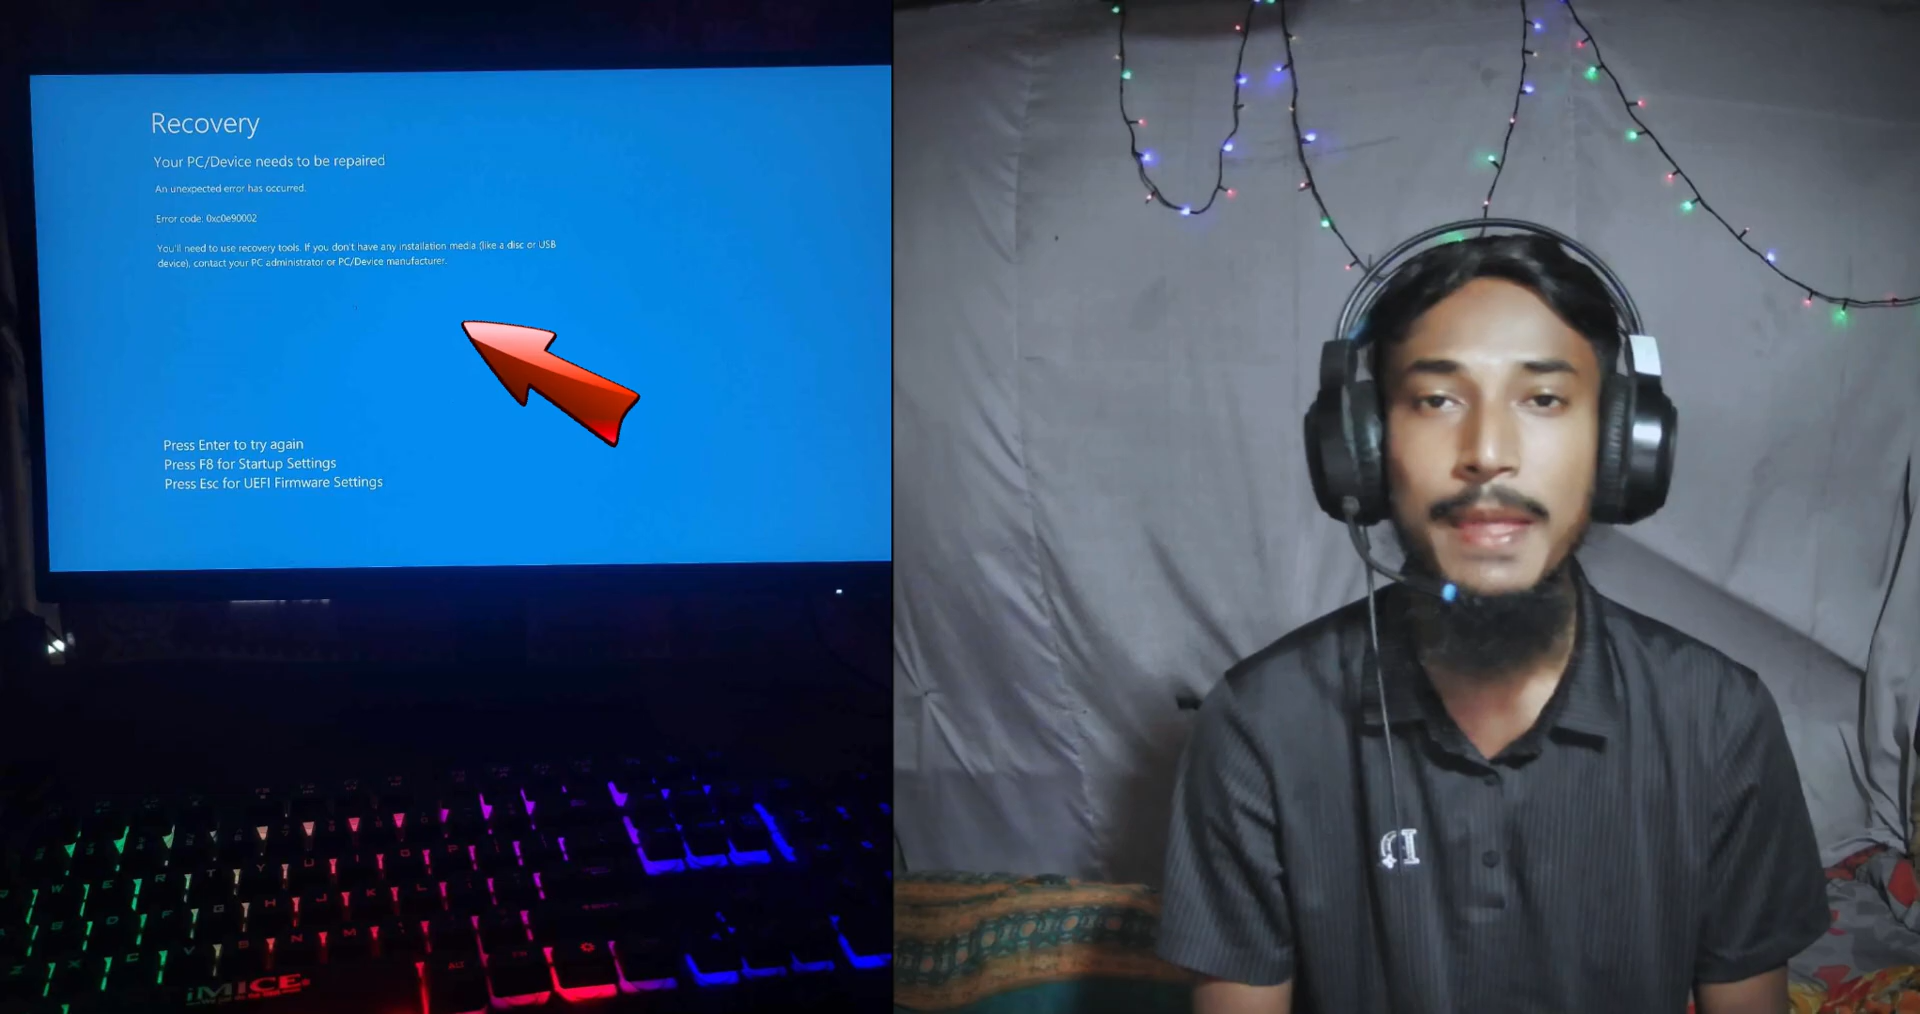 Recovery
Your PC/Device needs to be repaired
An unexpected error has occurred.
Error code: 0xc0e90002
You'll need to use recovery tools. If you don't have any installation media (like a disc or USB
device), contact your PC administrator or PC/Device manufacturer.
Press Enter to try again
Press F8 for Startup Settings
Press Esc for UEFI Firmware Settings
W E R T Y U I O P
S D F G H J K L
Z X C V B N M
ALT
iMICE